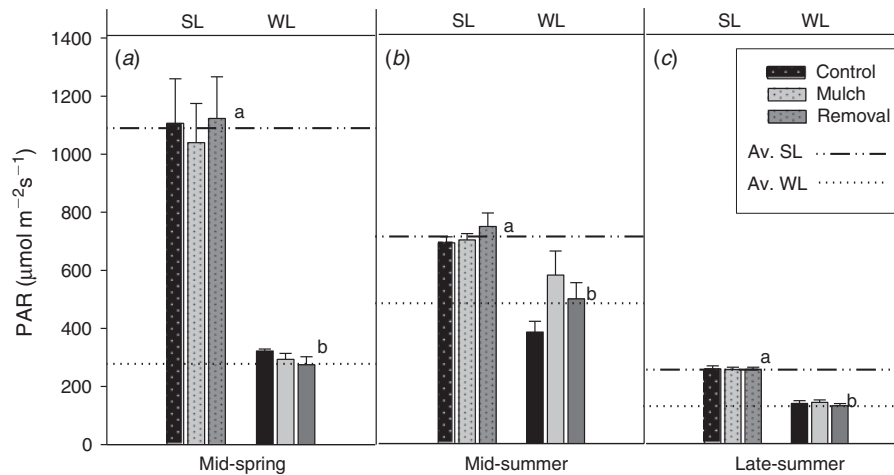 SL WL SL WL SL WL
(a) (b) (c)
1400
1200
1000
800
600
400
200
0
PAR (μmol m⁻²s⁻¹)
a
b
a
b
a
b
Control
Mulch
Removal
Av. SL
Av. WL
Mid-spring Mid-summer Late-summer